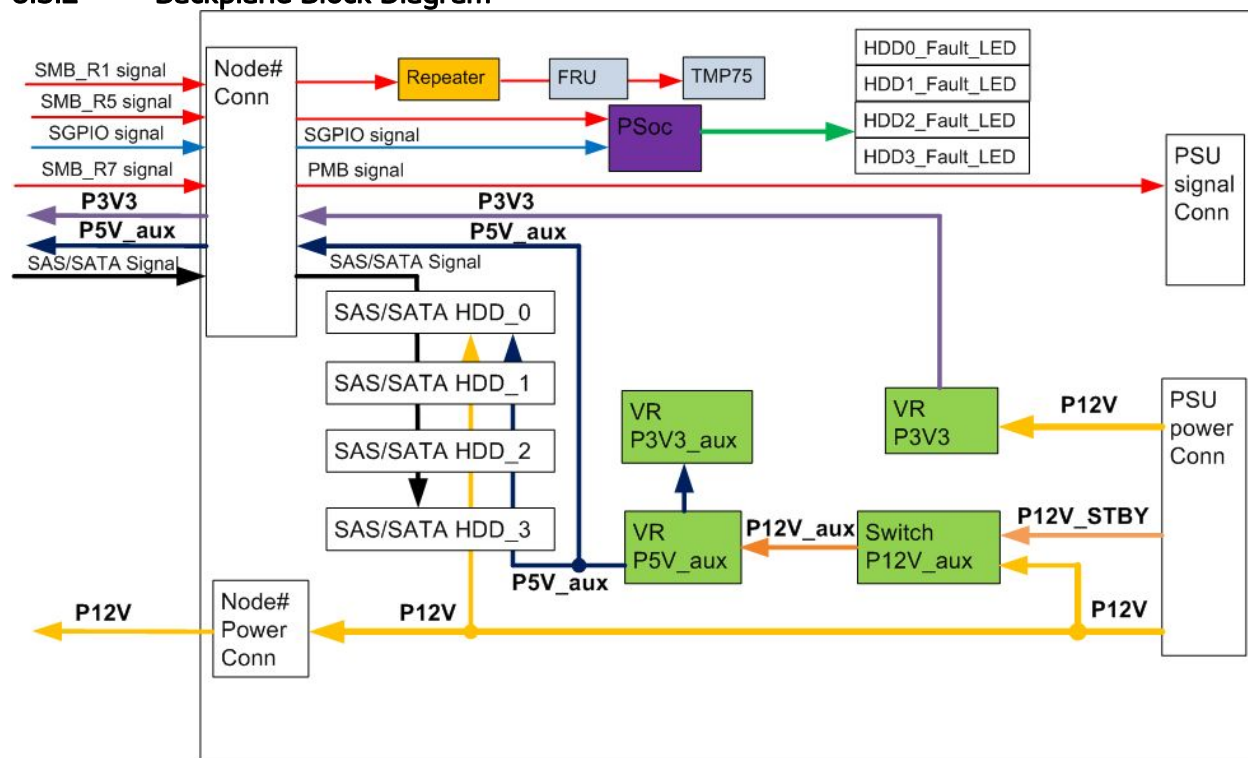 Backplane Block Diagram
Node#
Conn
SMB_R1 signal
SMB_R5 signal
SGPIO signal
SMB_R7 signal
P3V3
P5V_aux
SAS/SATA Signal
Repeater
FRU
TMP75
SGPIO signal
PSoc
PMB signal
HDD0_Fault_LED
HDD1_Fault_LED
HDD2_Fault_LED
HDD3_Fault_LED
PSU
signal
Conn
P3V3
P5V_aux
SAS/SATA Signal
SAS/SATA HDD_0
SAS/SATA HDD_1
SAS/SATA HDD_2
SAS/SATA HDD_3
VR
P3V3_aux
VR
P3V3
P12V
PSU
power
Conn
VR
P5V_aux
P12V_aux
Switch
P12V_aux
P12V_STBY
P5V_aux
P12V
Node#
Power
Conn
P12V
P12V